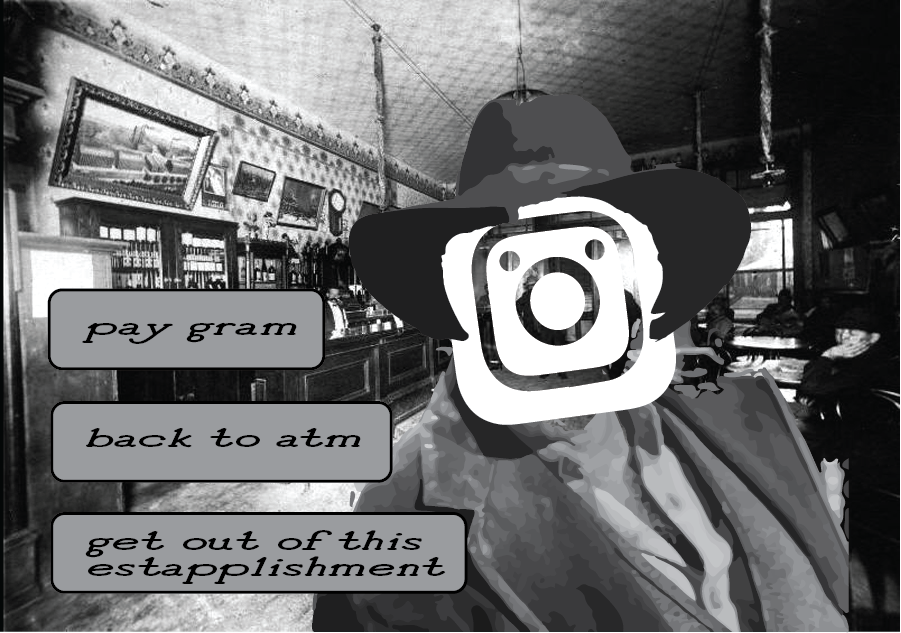 pay gram
back to atm
get out of this
estapplishment